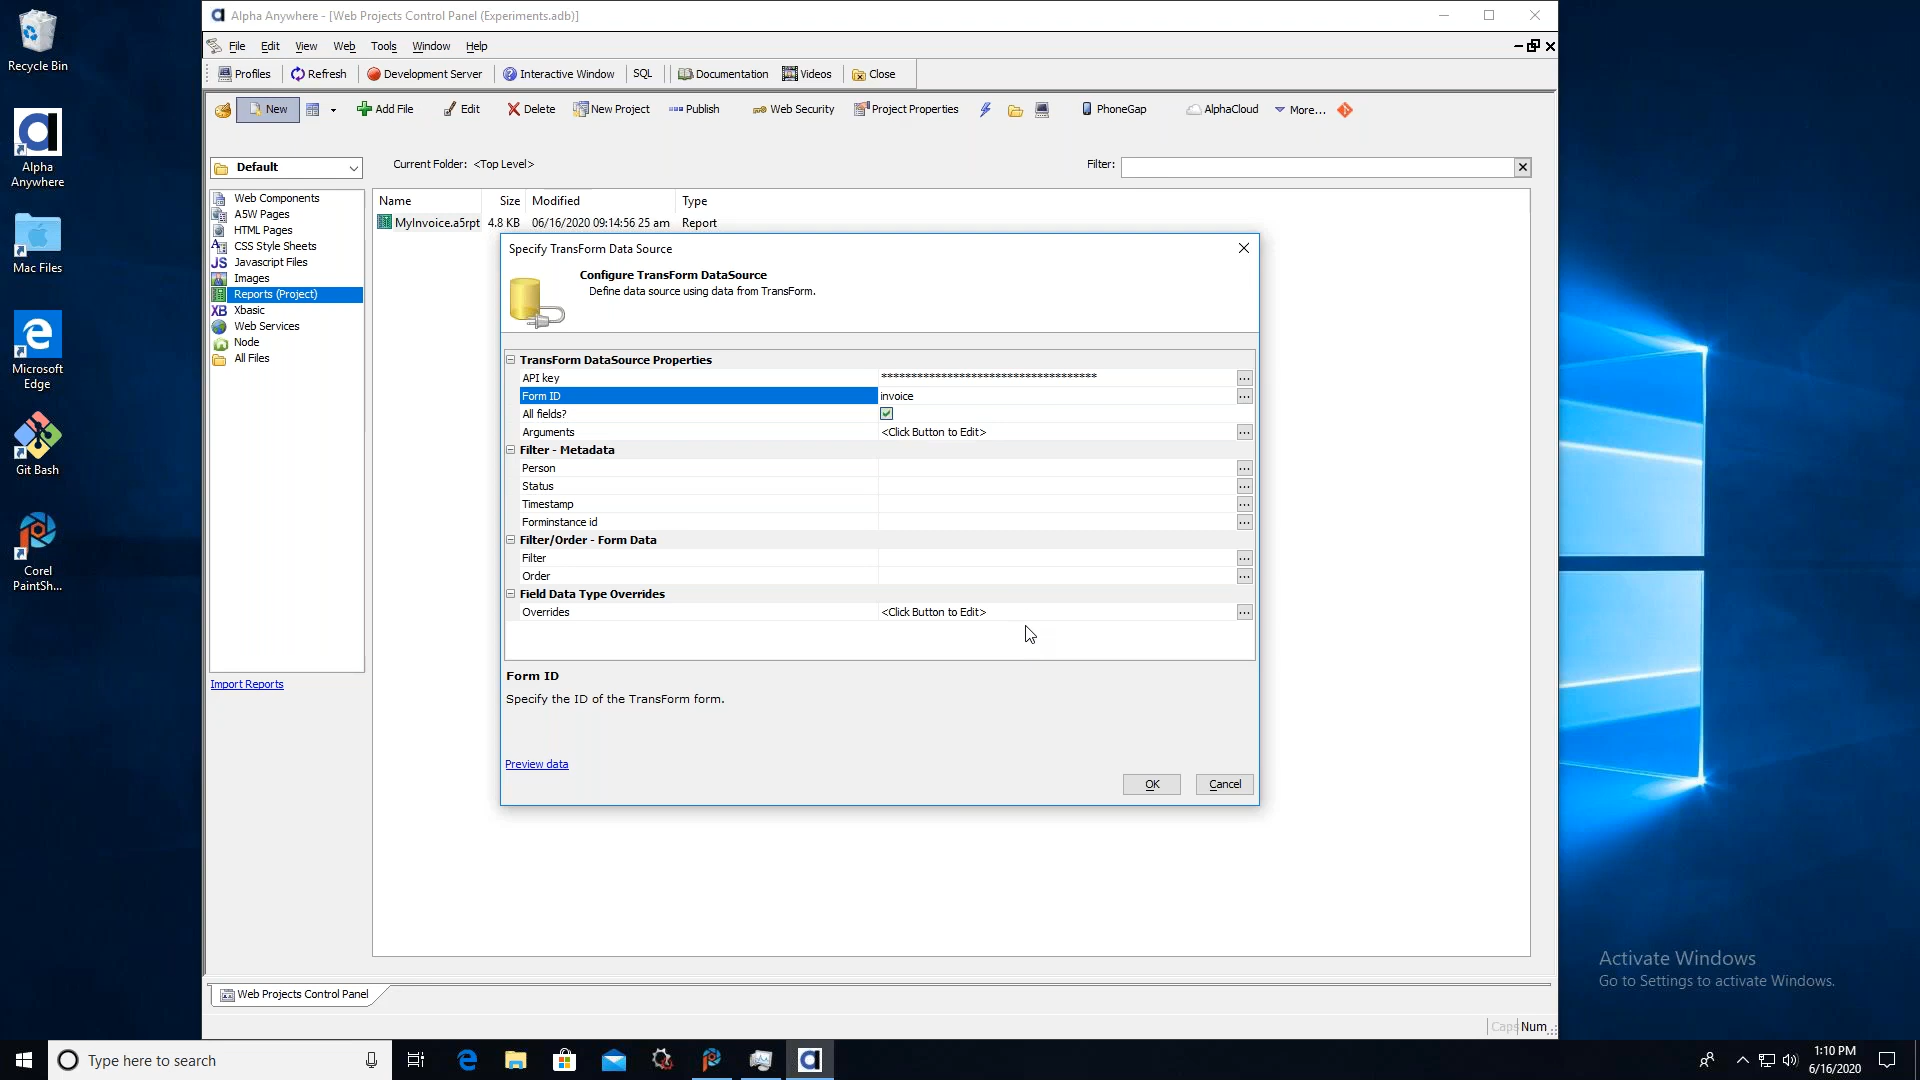 Alpha Anywhere - [Web Projects Control Panel (Experiments.adb)]
File Edit View Web Tools Window Help
Profiles Refresh Development Server Interactive Window SQL Documentation Videos Close
New Add File Edit Delete New Project Publish Web Security Project Properties PhoneGap AlphaCloud More...
Default
Current Folder: <Top Level>
Filter:
Web Components
A5W Pages
HTML Pages
CSS Style Sheets
JS Javascript Files
Images
Reports (Project)
XB Xbasic
Web Services
Node
All Files
Import Reports
Name Size Modified Type
MyInvoice.a5rpt 4.8 KB 06/16/2020 09:14:56 25 am Report
Specify TransForm Data Source
Configure TransForm DataSource
Define data source using data from TransForm.
TransForm DataSource Properties
API key ************************************
Form ID invoice
All fields?
Arguments <Click Button to Edit>
Filter - Metadata
Person
Status
Timestamp
Forminstance id
Filter/Order - Form Data
Filter
Order
Field Data Type Overrides
Overrides <Click Button to Edit>
Form ID
Specify the ID of the TransForm form.
Preview data
OK Cancel
Web Projects Control Panel
Caps Num
Recycle Bin
Alpha
Anywhere
Mac Files
Microsoft
Edge
Git Bash
Corel
PaintSh...
Activate Windows
Go to Settings to activate Windows.
Type here to search
1:10 PM
6/16/2020